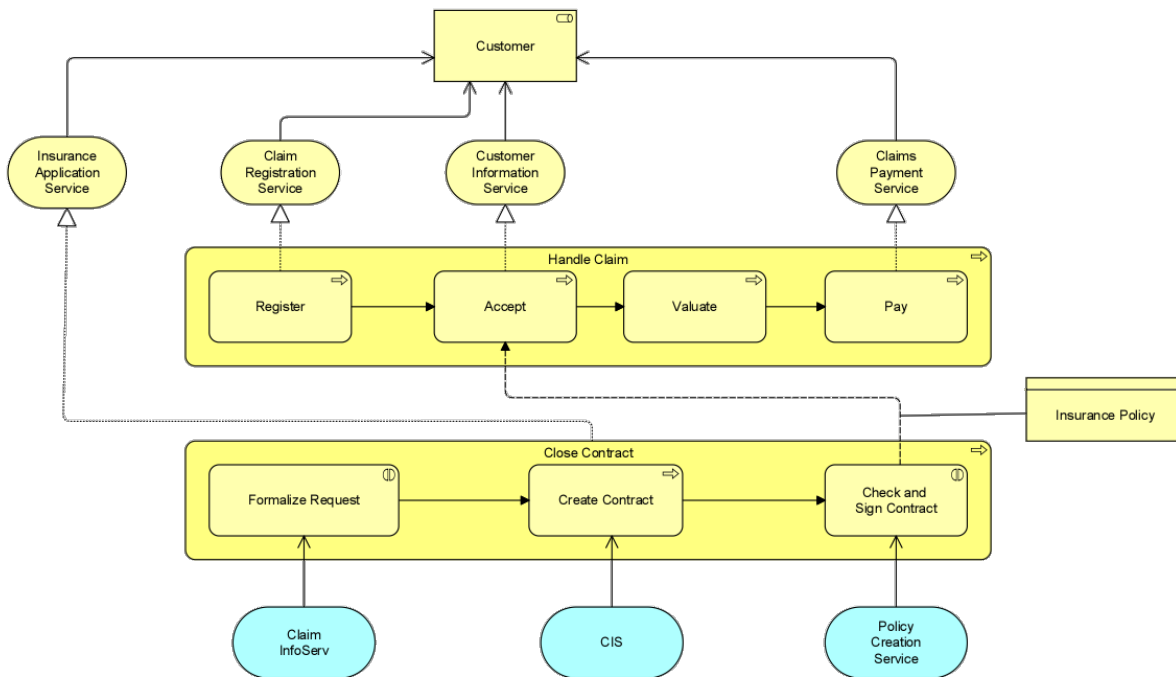 Customer
Insurance
Application
Service
Claim
Registration
Service
Customer
Information
Service
Claims
Payment
Service
Handle Claim
Register
Accept
Valuate
Pay
Insurance Policy
Close Contract
Formalize Request
Create Contract
Check and
Sign Contract
Claim
InfoServ
CIS
Policy
Creation
Service